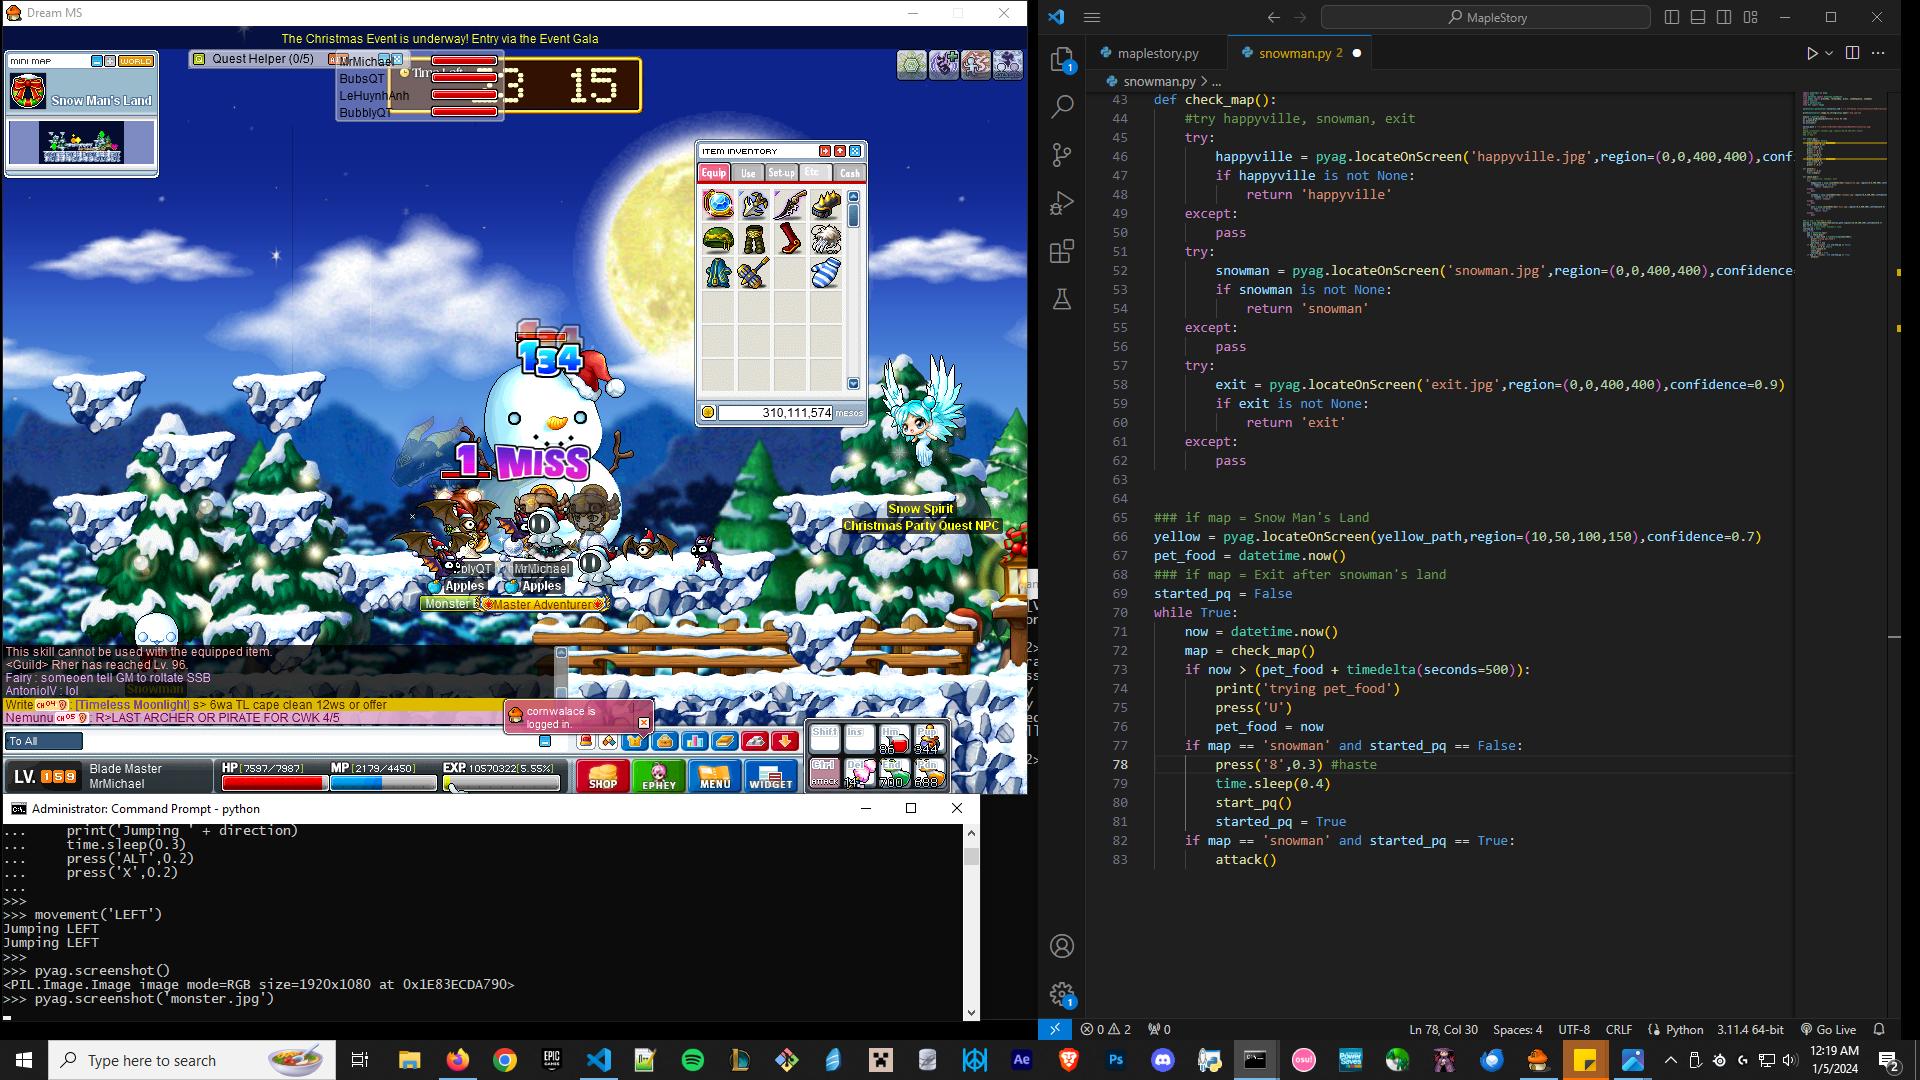 Dream MS
The Christmas Event is underway! Entry via the Event Gala
MINI MAP
WORLD
Snow Man's Land
Quest Helper (0/5)
MrMichael
BubsQT
LeHuynhAnh
BubblyQT
15
ITEM INVENTORY
Equip Use Set-up Etc Cash
310,111,574 MESOS
134
1 MISS
Snow Spirit
Christmas Party Quest NPC
MrMichael
Apples
Apples
Master Adventurer
Snowman
This skill cannot be used with the equipped item.
<Guild> Rher has reached Lv. 96.
Fairy : someoen tell GM to roltate SSB
AntonioIV : lol
Write CH04 : [Timeless Moonlight] s> 6wa TL cape clean 12ws or offer
Nemunu CH05 : R>LAST ARCHER OR PIRATE FOR CWK 4/5
cornwalace is
logged in.
To All
LV. 159
Blade Master
MrMichael
HP[7597/7987]
MP[2179/4450]
EXP. 10570322[5.55%]
SHOP
EPHEY
MENU
WIDGET
Shift Ins Hm Pup
86 344
Ctrl Del End Pdn
ATTACK 700 688
Administrator: Command Prompt - python
... print('Jumping ' + direction)
... time.sleep(0.3)
... press('ALT',0.2)
... press('X',0.2)
...
>>>
>>> movement('LEFT')
Jumping LEFT
Jumping LEFT
>>>
>>> pyag.screenshot()
<PIL.Image.Image image mode=RGB size=1920x1080 at 0x1E83ECDA790>
>>> pyag.screenshot('monster.jpg')
MapleStory
maplestory.py
snowman.py 2
snowman.py > ...
43 def check_map():
44 #try happyville, snowman, exit
45 try:
46 happyville = pyag.locateOnScreen('happyville.jpg',region=(0,0,400,400),conf
47 if happyville is not None:
48 return 'happyville'
49 except:
50 pass
51 try:
52 snowman = pyag.locateOnScreen('snowman.jpg',region=(0,0,400,400),confidence
53 if snowman is not None:
54 return 'snowman'
55 except:
56 pass
57 try:
58 exit = pyag.locateOnScreen('exit.jpg',region=(0,0,400,400),confidence=0.9)
59 if exit is not None:
60 return 'exit'
61 except:
62 pass
63
64
65 ### if map = Snow Man's Land
66 yellow = pyag.locateOnScreen(yellow_path,region=(10,50,100,150),confidence=0.7)
67 pet_food = datetime.now()
68 ### if map = Exit after snowman's land
69 started_pq = False
70 while True:
71 now = datetime.now()
72 map = check_map()
73 if now > (pet_food + timedelta(seconds=500)):
74 print('trying pet_food')
75 press('U')
76 pet_food = now
77 if map == 'snowman' and started_pq == False:
78 press('8',0.3) #haste
79 time.sleep(0.4)
80 start_pq()
81 started_pq = True
82 if map == 'snowman' and started_pq == True:
83 attack()
0 2 0
Ln 78, Col 30
Spaces: 4
UTF-8
CRLF
Python
3.11.4 64-bit
Go Live
Type here to search
12:19 AM
1/5/2024
2